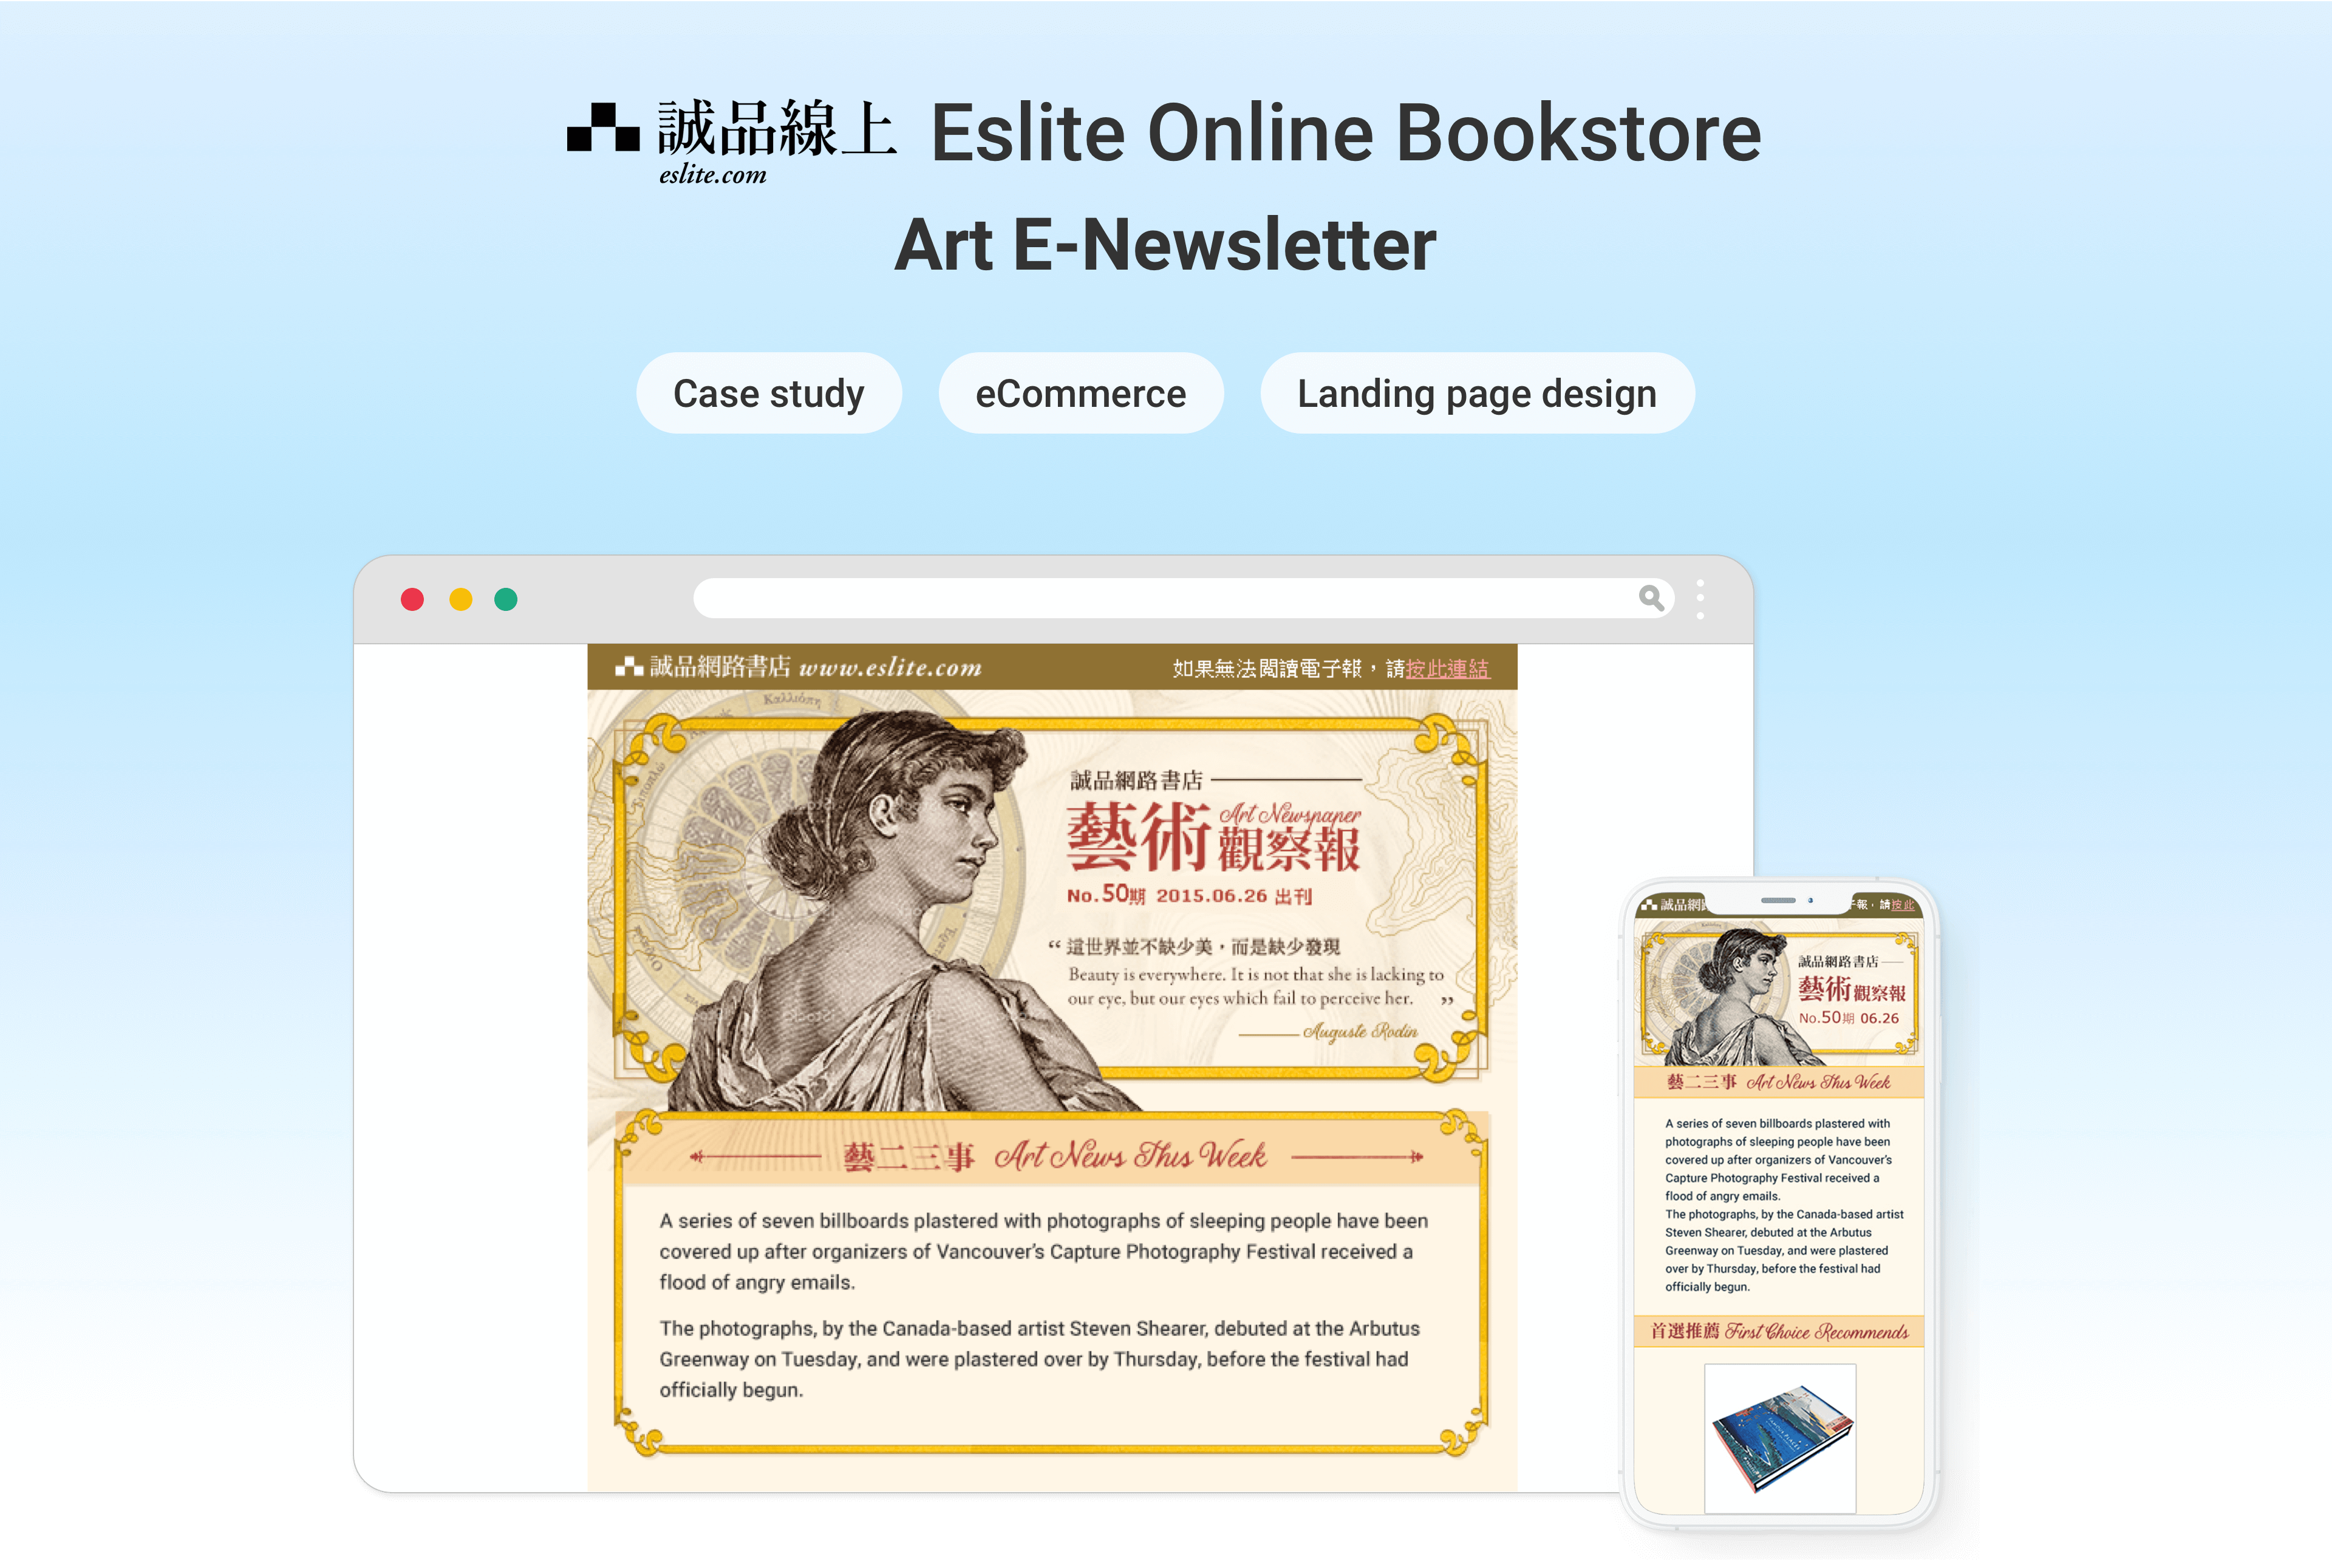 誠品線上 Eslite Online Bookstore
eslite.com
Art E-Newsletter
Case study
eCommerce
Landing page design
誠品網路書店 www.eslite.com
如果無法閱讀電子報，請按此連結
誠品網路書店
Art Newspaper
藝術觀察報
No.50期 2015.06.26 出刊
“ 這世界並不缺少美，而是缺少發現
Beauty is everywhere. It is not that she is lacking to
our eye, but our eyes which fail to perceive her. ”
Auguste Rodin
藝二三事 Art News This Week
A series of seven billboards plastered with photographs of sleeping people have been
covered up after organizers of Vancouver’s Capture Photography Festival received a
flood of angry emails.
The photographs, by the Canada-based artist Steven Shearer, debuted at the Arbutus
Greenway on Tuesday, and were plastered over by Thursday, before the festival had
officially begun.
誠品網
子報，請按此
誠品網路書店
藝術觀察報
No.50期 06.26
藝二三事 Art News This Week
A series of seven billboards plastered with
photographs of sleeping people have been
covered up after organizers of Vancouver’s
Capture Photography Festival received a
flood of angry emails.
The photographs, by the Canada-based artist
Steven Shearer, debuted at the Arbutus
Greenway on Tuesday, and were plastered
over by Thursday, before the festival had
officially begun.
首選推薦 First Choice Recommends